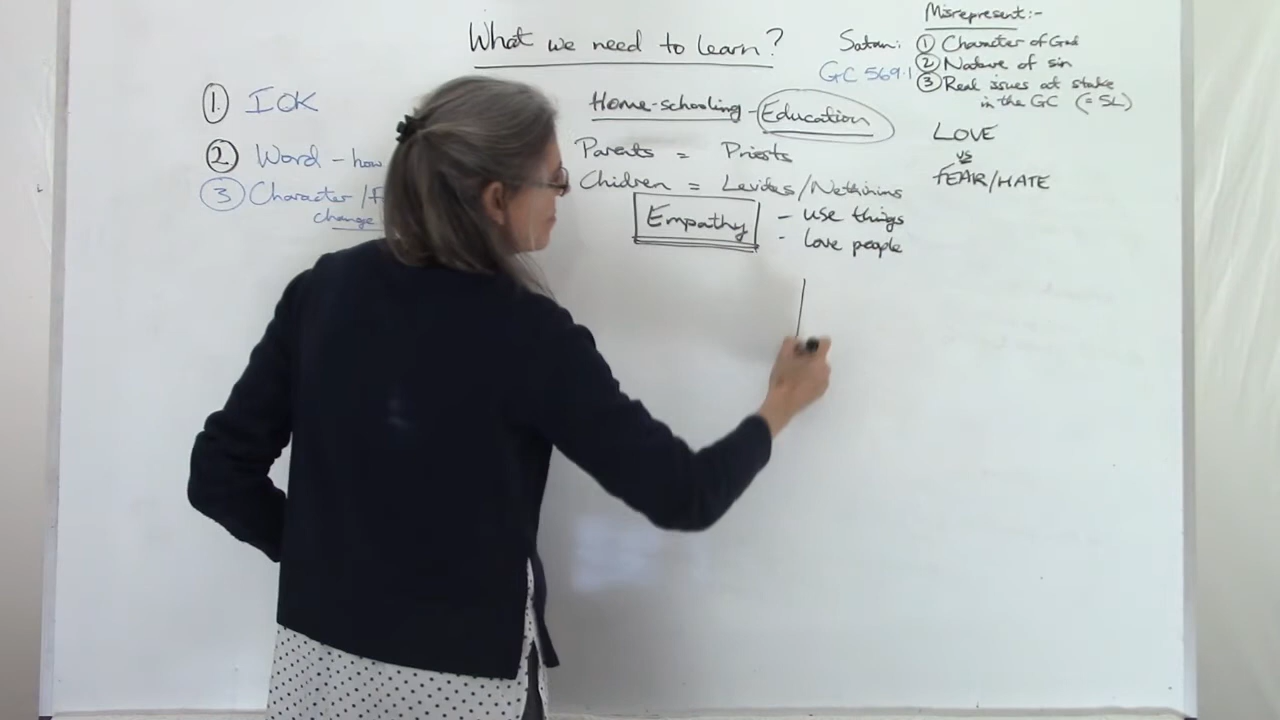 What we need to learn?
1. IOK
2. Word - how
3 Character /
change
Home-schooling - Education
Parents = Priests
Chidren = Levites/Nethinims
Empathy
- use things
- love people
Misrepresent:-
Satan: 1 Character of God
GC 569.1 2 Nature of sin
3 Real issues at stake
in the GC (= SL)
LOVE
vs
FEAR/HATE